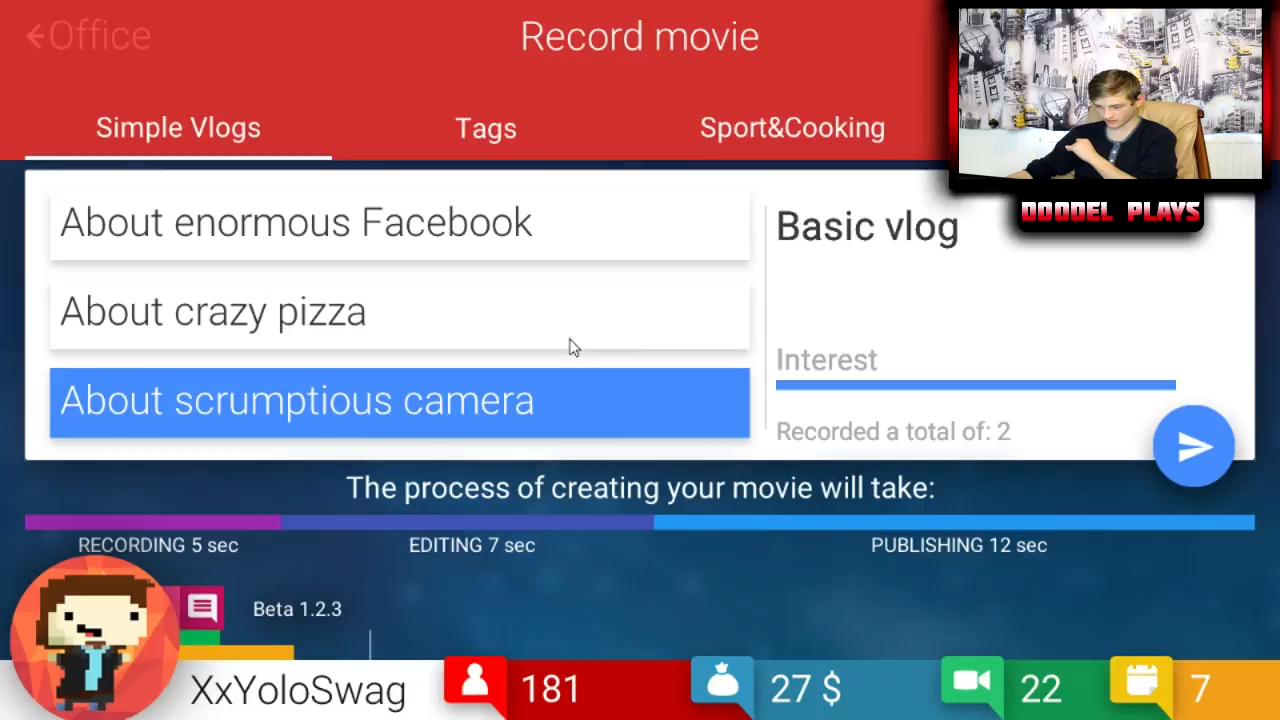 Office
Record movie
Simple Vlogs
Tags
Sport&Cooking
DOODEL PLAYS
About enormous Facebook
About crazy pizza
About scrumptious camera
Basic vlog
Interest
Recorded a total of: 2
The process of creating your movie will take:
RECORDING 5 sec
EDITING 7 sec
PUBLISHING 12 sec
Beta 1.2.3
XxYoloSwag
181
27 $
22
7